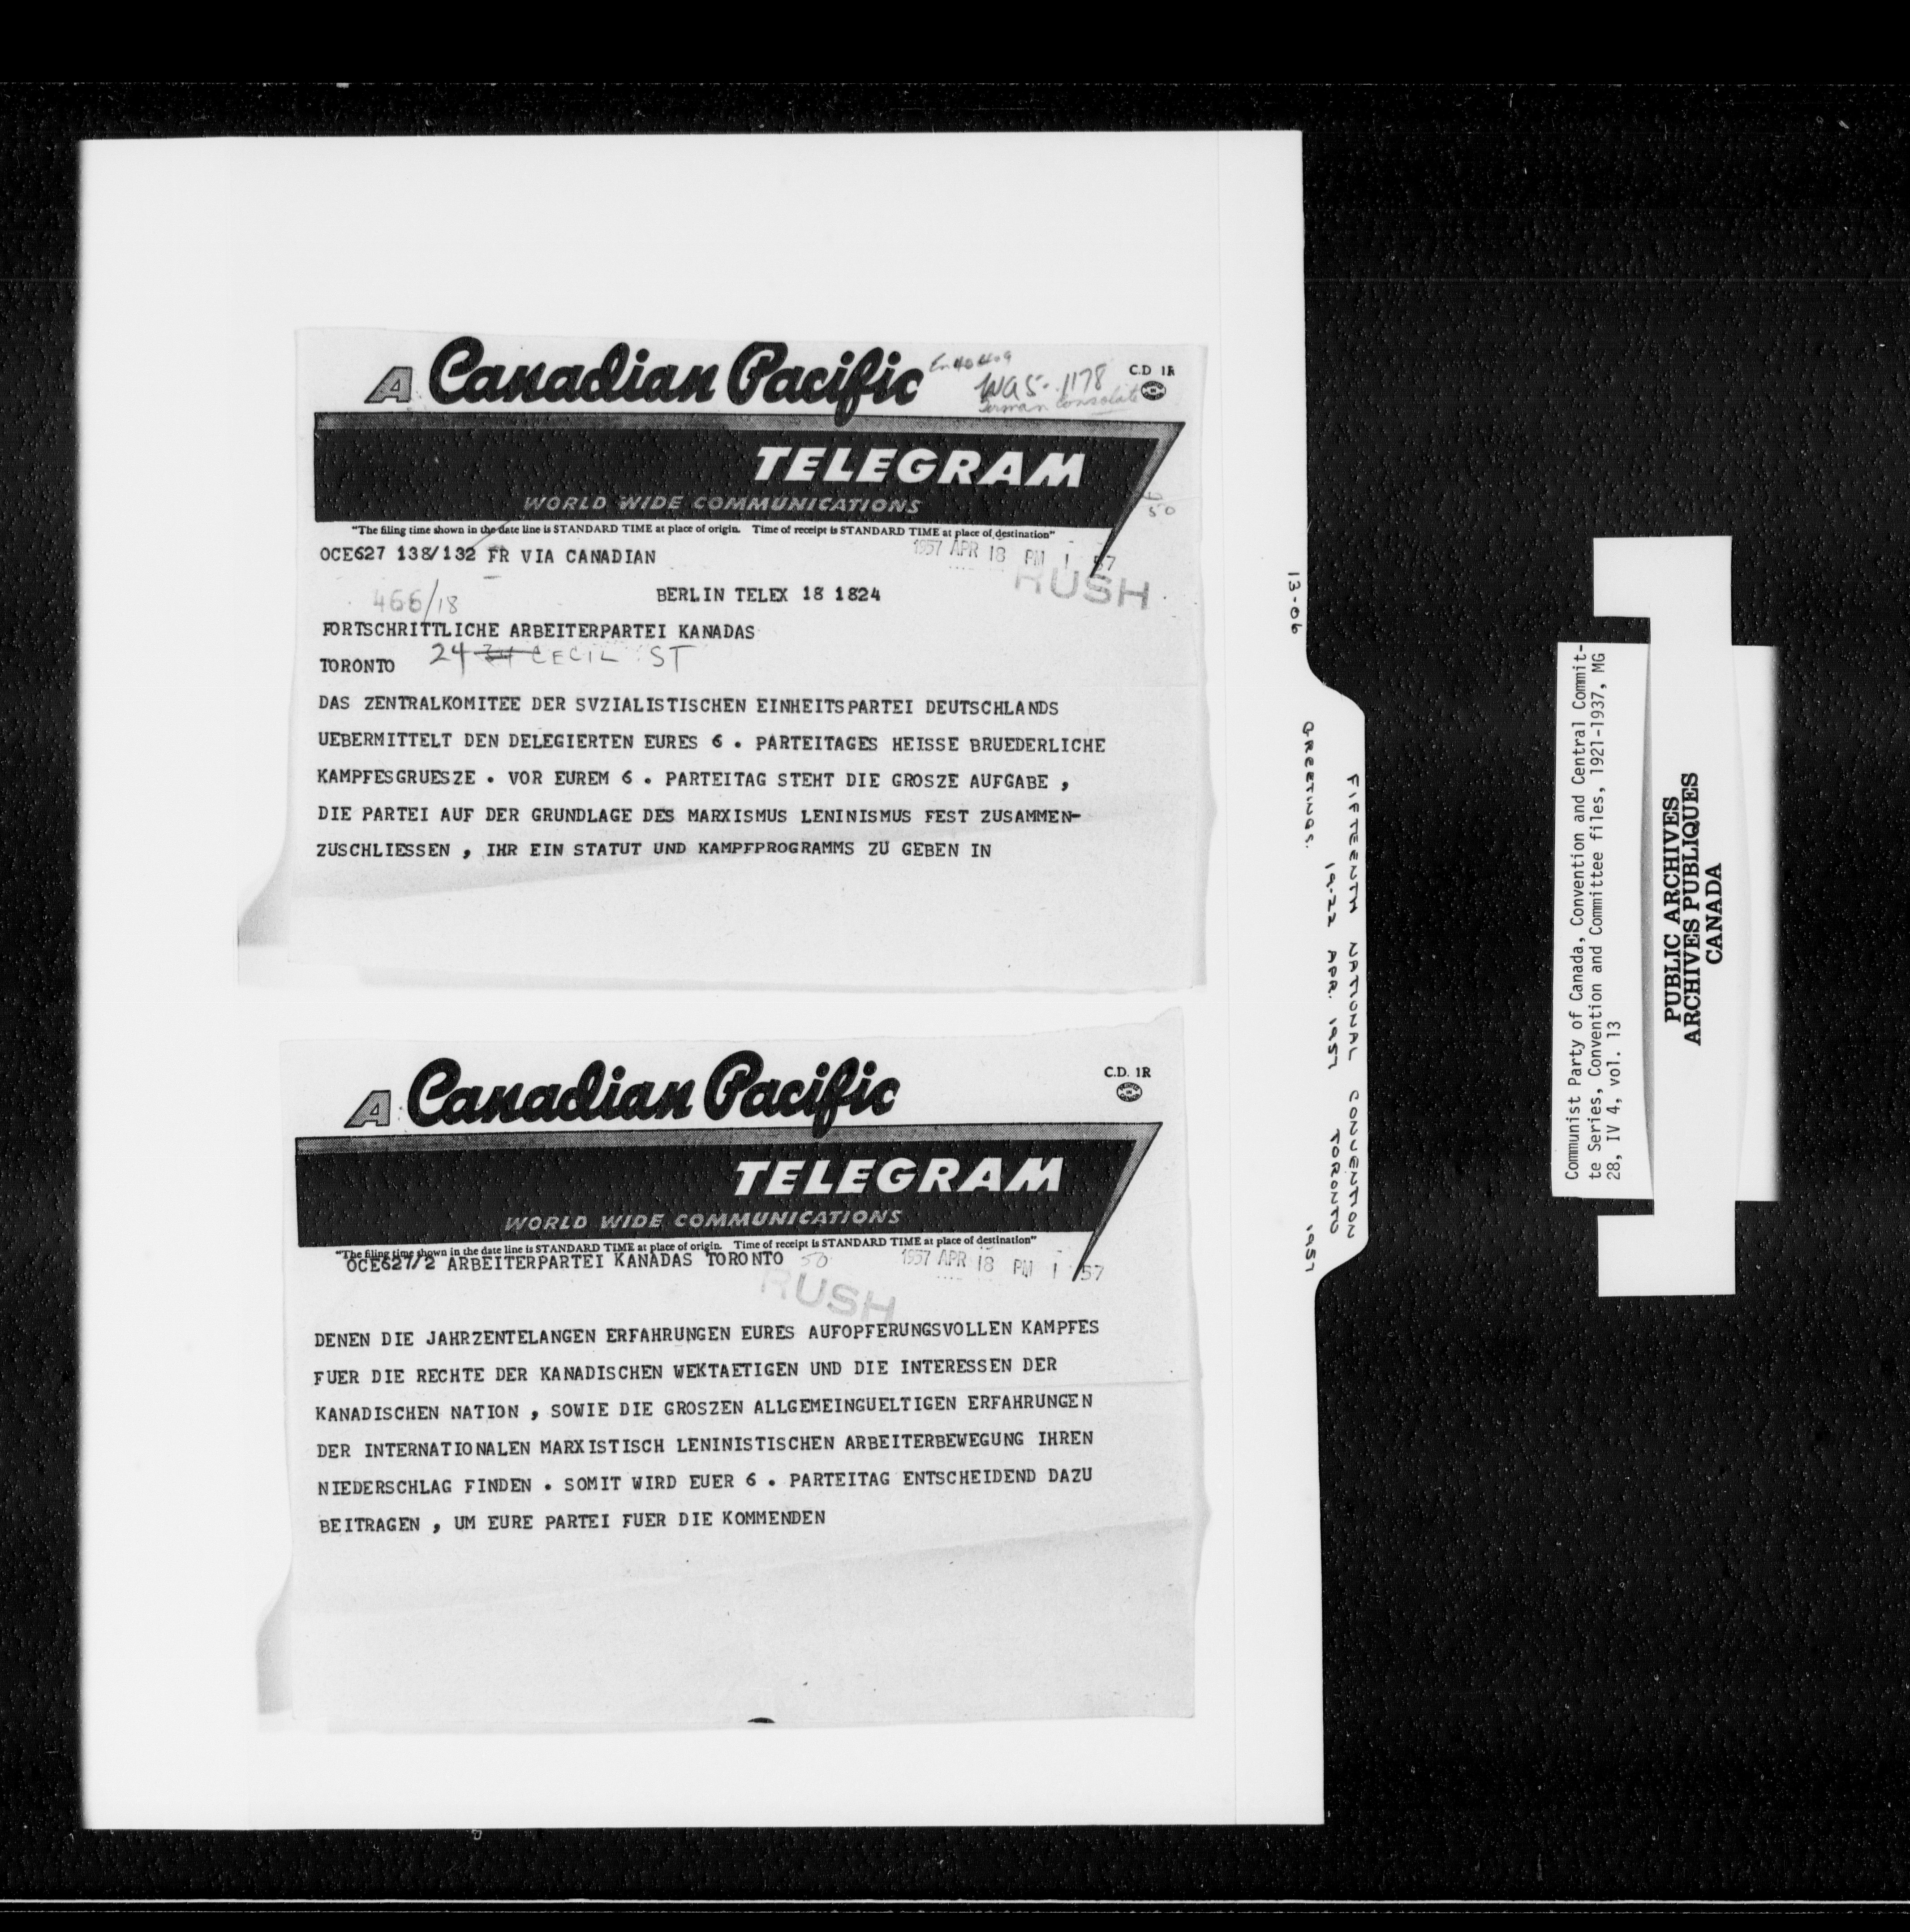 A Canadian Pacific
WA 5-1178
German Consolate
C.D 1R
TELEGRAM
WORLD WIDE COMMUNICATIONS
50
"The filing time shown in the date line is STANDARD TIME at place of origin. Time of receipt is STANDARD TIME at place of destination"
OCE627 138/132 FR VIA CANADIAN
1957 APR 18 PM 1 57
RUSH
466/18
BERLIN TELEX 18 1824
FORTSCHRITTLICHE ARBEITERPARTEI KANADAS
TORONTO
24 CECIL ST
DAS ZENTRALKOMITEE DER SVZIALISTISCHEN EINHEITSPARTEI DEUTSCHLANDS
UEBERMITTELT DEN DELEGIERTEN EURES 6 . PARTEITAGES HEISSE BRUEDERLICHE
KAMPFESGRUESZE . VOR EUREM 6 . PARTEITAG STEHT DIE GROSZE AUFGABE ,
DIE PARTEI AUF DER GRUNDLAGE DES MARXISMUS LENINISMUS FEST ZUSAMMEN-
ZUSCHLIESSEN , IHR EIN STATUT UND KAMPFPROGRAMMS ZU GEBEN IN
A Canadian Pacific
C.D. 1R
TELEGRAM
WORLD WIDE COMMUNICATIONS
"The filing time shown in the date line is STANDARD TIME at place of origin. Time of receipt is STANDARD TIME at place of destination"
OCE627/2 ARBEITERPARTEI KANADAS TORONTO
50
1957 APR 18 PM 1 57
RUSH
DENEN DIE JAHRZENTELANGEN ERFAHRUNGEN EURES AUFOPFERUNGSVOLLEN KAMPFES
FUER DIE RECHTE DER KANADISCHEN WEKTAETIGEN UND DIE INTERESSEN DER
KANADISCHEN NATION , SOWIE DIE GROSZEN ALLGEMEINGUELTIGEN ERFAHRUNGEN
DER INTERNATIONALEN MARXISTISCH LENINISTISCHEN ARBEITERBEWEGUNG IHREN
NIEDERSCHLAG FINDEN . SOMIT WIRD EUER 6 . PARTEITAG ENTSCHEIDEND DAZU
BEITRAGEN , UM EURE PARTEI FUER DIE KOMMENDEN
13-06
FIFTEENTH NATIONAL CONVENTION
19-22 APR. 1957 TORONTO
GREETINGS. 1957
Communist Party of Canada, Convention and Central Commit-
te Series, Convention and Committee files, 1921-1937, MG
28, IV 4, vol. 13
PUBLIC ARCHIVES
ARCHIVES PUBLIQUES
CANADA